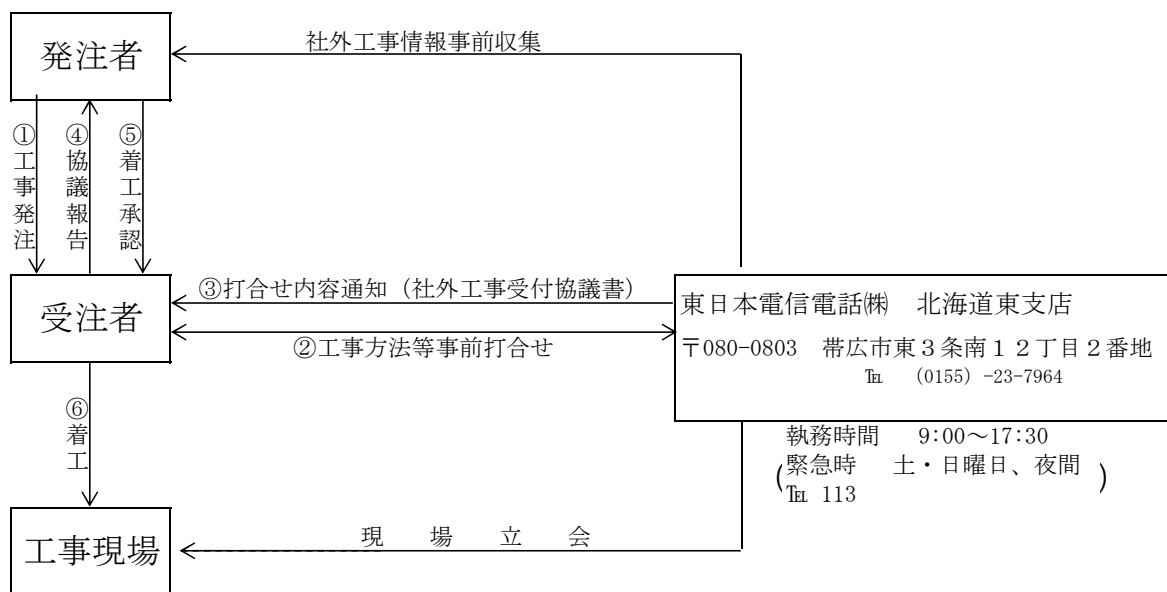 発注者
社外工事情報事前収集
①工事発注
④協議報告
⑤着工承認
受注者
③打合せ内容通知（社外工事受付協議書）
②工事方法等事前打合せ
東日本電信電話㈱　北海道東支店
〒080-0803　帯広市東３条南１２丁目２番地
℡　(0155) -23-7964
執務時間　9:00～17:30
(緊急時　土・日曜日、夜間)
℡ 113
⑥着工
工事現場
現　場　立　会